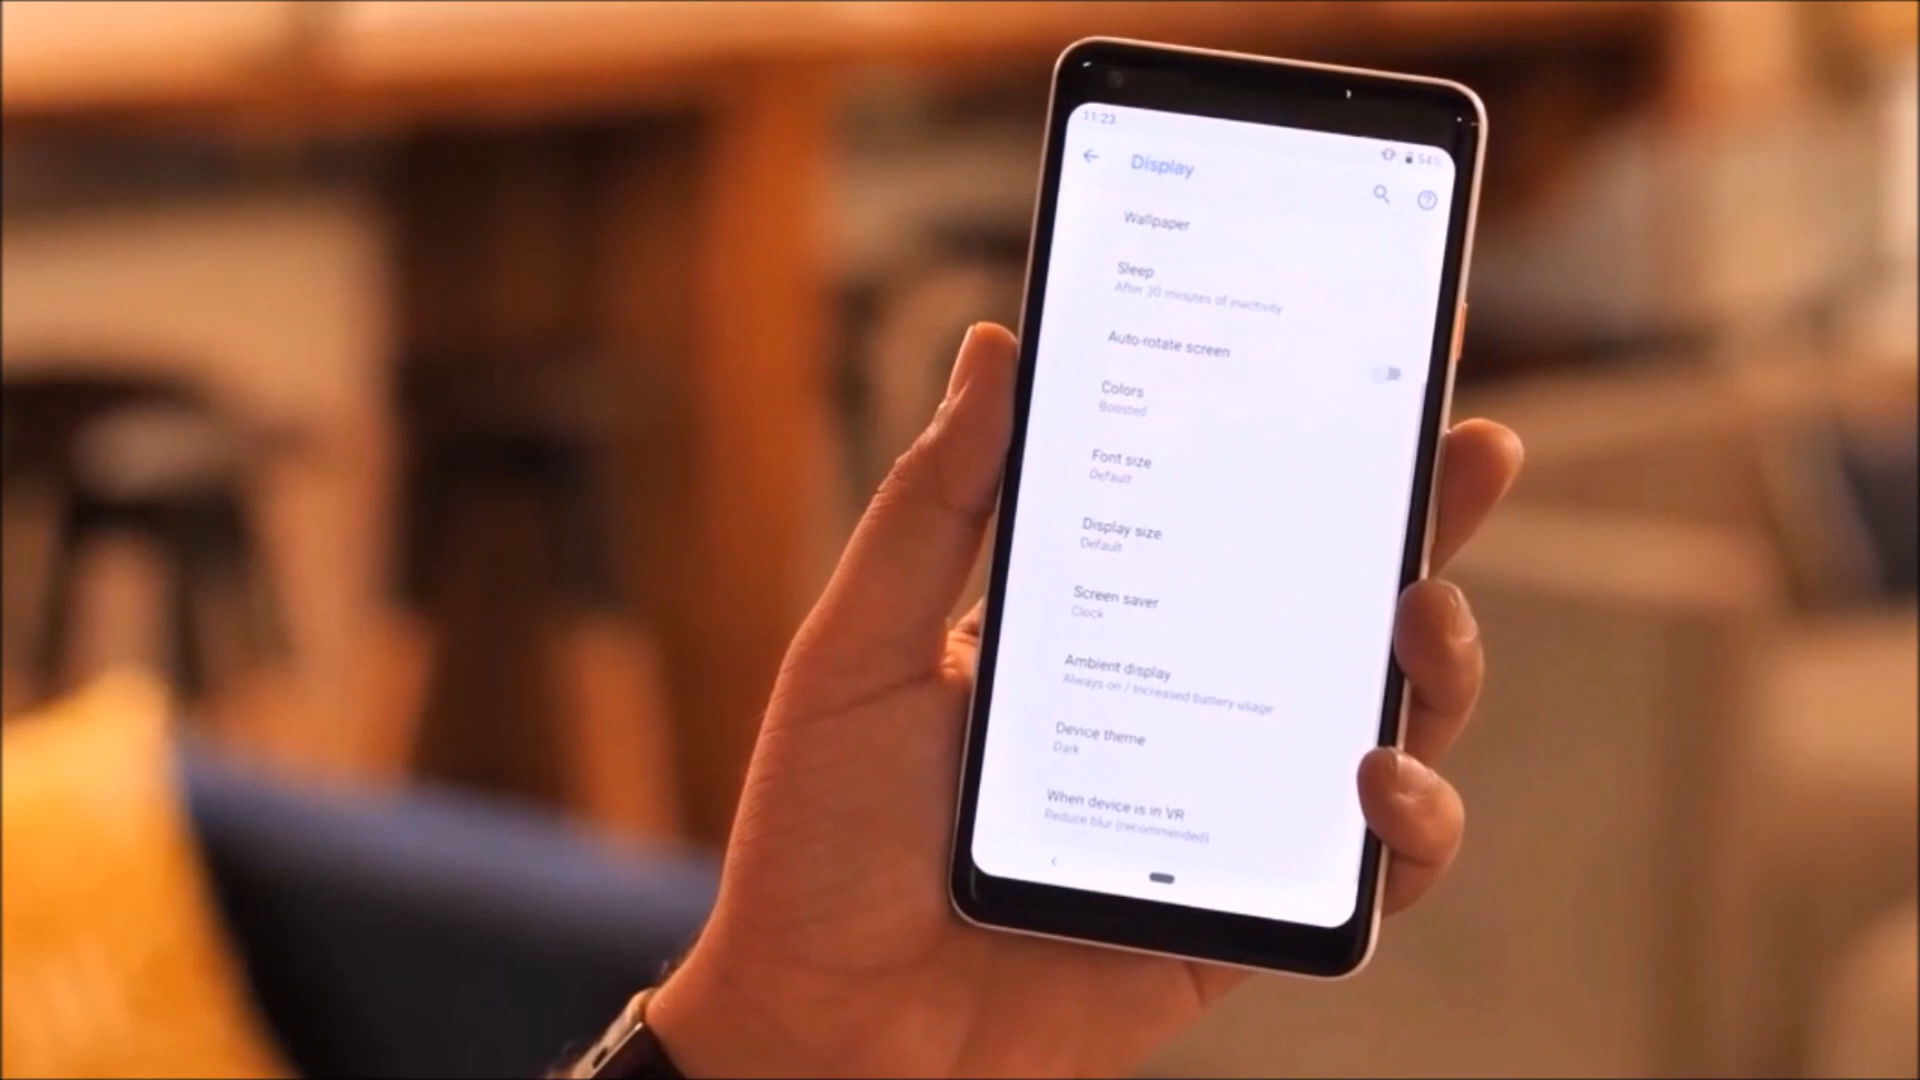 11:23
54%
Display
Wallpaper
Sleep
After 30 minutes of inactivity
Auto-rotate screen
Colors
Boosted
Font size
Default
Display size
Default
Screen saver
Clock
Ambient display
Always on / Increased battery usage
Device theme
Dark
When device is in VR
Reduce blur (recommended)